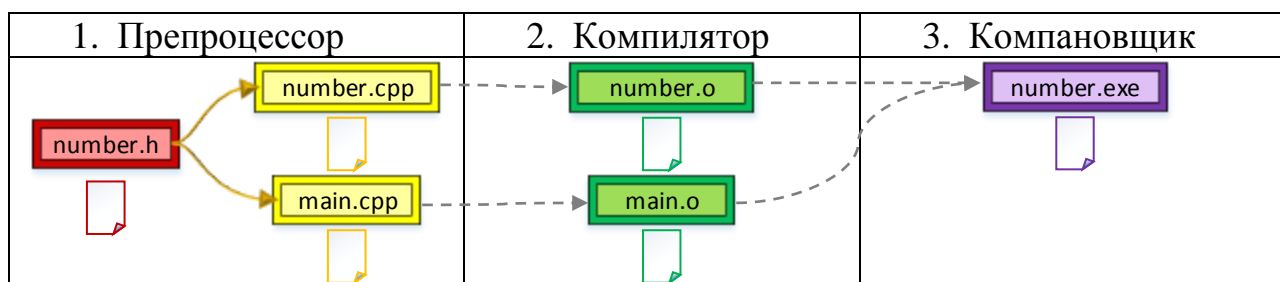 1. Препроцессор
2. Компилятор
3. Компановщик
number.cpp
number.o
number.exe
number.h
main.cpp
main.o